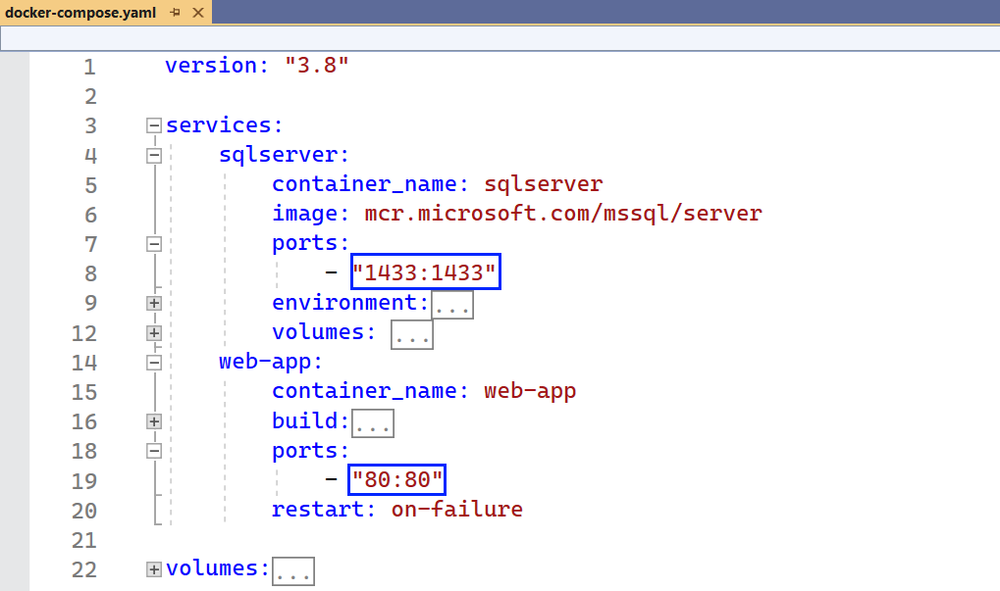 docker-compose.yaml
1 version: "3.8"
2
3 services:
4 sqlserver:
5 container_name: sqlserver
6 image: mcr.microsoft.com/mssql/server
7 ports:
8 - "1433:1433"
9 environment:...
12 volumes: ...
14 web-app:
15 container_name: web-app
16 build:...
18 ports:
19 - "80:80"
20 restart: on-failure
21
22 volumes:...